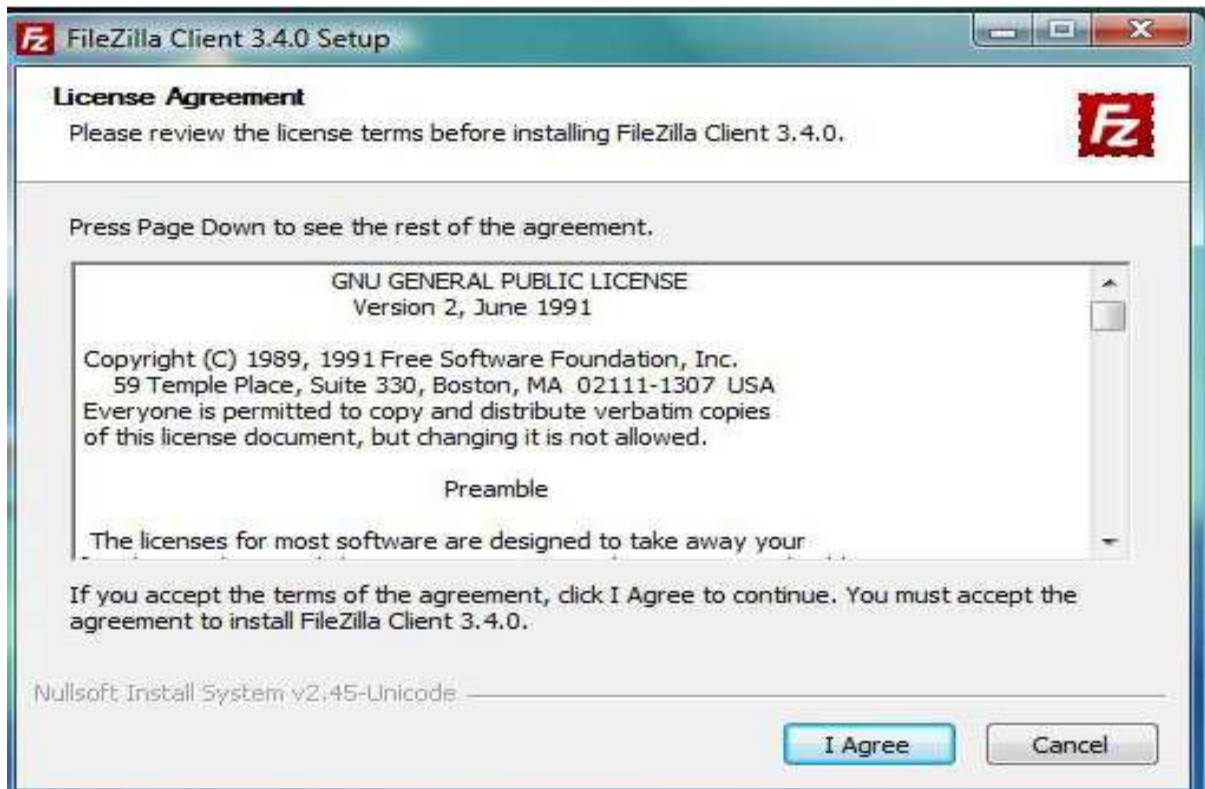 FileZilla Client 3.4.0 Setup
License Agreement
Please review the license terms before installing FileZilla Client 3.4.0.
Fz
Press Page Down to see the rest of the agreement.
GNU GENERAL PUBLIC LICENSE
Version 2, June 1991
Copyright (C) 1989, 1991 Free Software Foundation, Inc.
59 Temple Place, Suite 330, Boston, MA 02111-1307 USA
Everyone is permitted to copy and distribute verbatim copies
of this license document, but changing it is not allowed.
Preamble
The licenses for most software are designed to take away your
If you accept the terms of the agreement, click I Agree to continue. You must accept the
agreement to install FileZilla Client 3.4.0.
Nullsoft Install System v2.45-Unicode
I Agree
Cancel